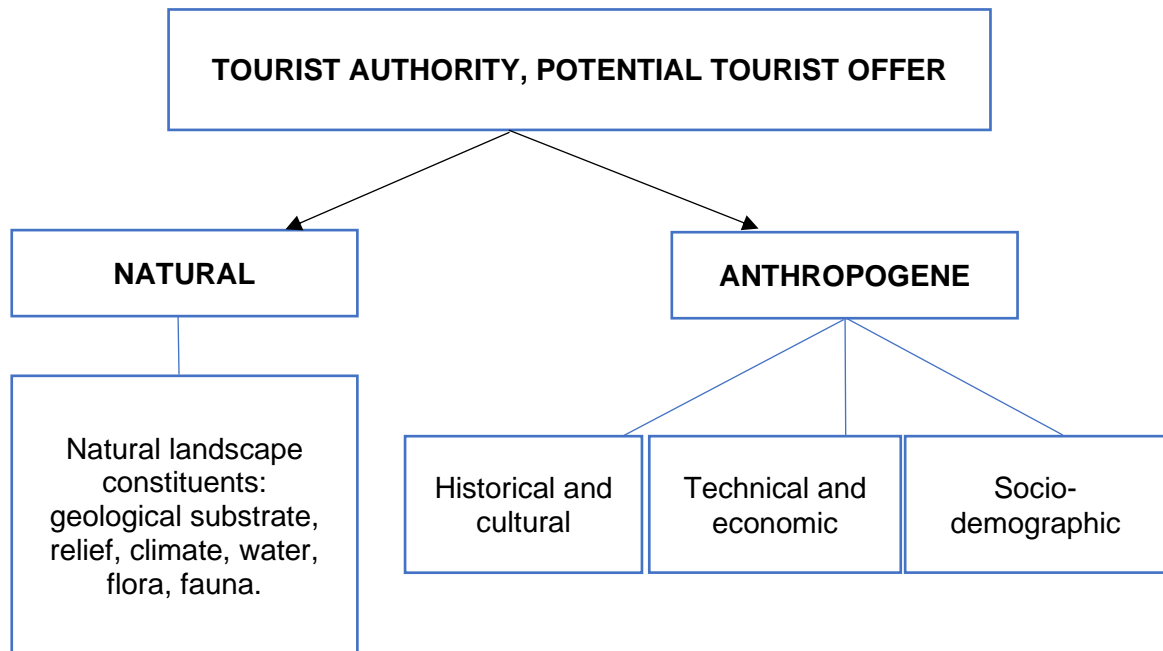 TOURIST AUTHORITY, POTENTIAL TOURIST OFFER
NATURAL
ANTHROPOGENE
Natural landscape
constituents:
geological substrate,
relief, climate, water,
flora, fauna.
Historical and
cultural
Technical and
economic
Socio-
demographic